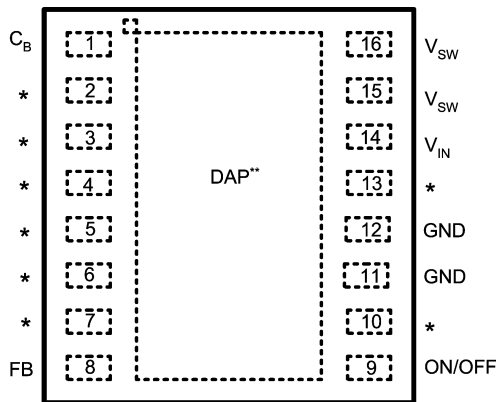 C_B 1 16 V_SW
* 2 15 V_SW
* 3 14 V_IN
* 4 DAP** 13 *
* 5 12 GND
* 6 11 GND
* 7 10 *
FB 8 9 ON/OFF